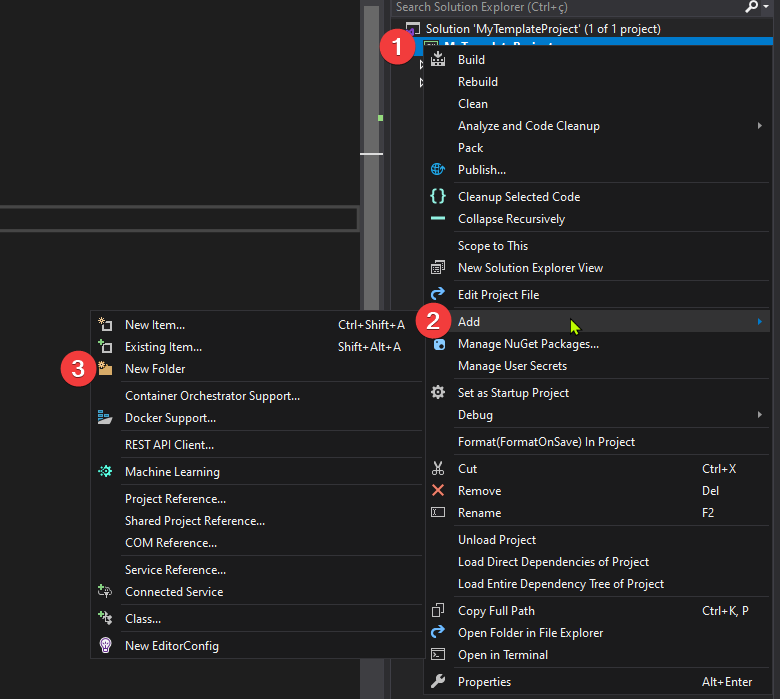 Search Solution Explorer (Ctrl+ç)
Solution 'MyTemplateProject' (1 of 1 project)
1
MyTemplateProject
Build
Rebuild
Clean
Analyze and Code Cleanup
Pack
Publish...
Cleanup Selected Code
Collapse Recursively
Scope to This
New Solution Explorer View
Edit Project File
2 Add
Manage NuGet Packages...
Manage User Secrets
Set as Startup Project
Debug
Format(FormatOnSave) In Project
Cut Ctrl+X
Remove Del
Rename F2
Unload Project
Load Direct Dependencies of Project
Load Entire Dependency Tree of Project
Copy Full Path Ctrl+K, P
Open Folder in File Explorer
Open in Terminal
Properties Alt+Enter
New Item... Ctrl+Shift+A
Existing Item... Shift+Alt+A
3 New Folder
Container Orchestrator Support...
Docker Support...
REST API Client...
Machine Learning
Project Reference...
Shared Project Reference...
COM Reference...
Service Reference...
Connected Service
Class...
New EditorConfig